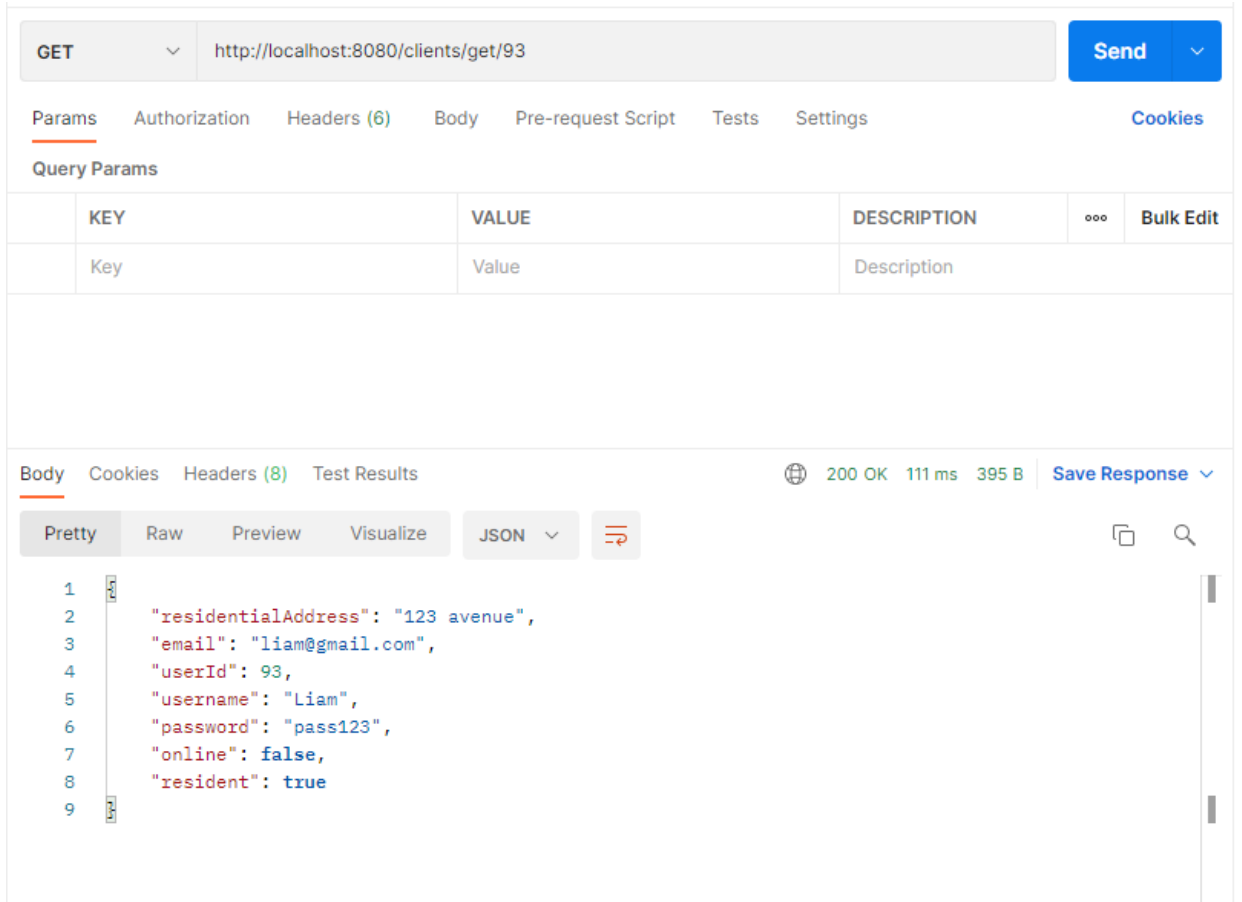 GET http://localhost:8080/clients/get/93 Send
Params Authorization Headers (6) Body Pre-request Script Tests Settings Cookies
Query Params
KEY VALUE DESCRIPTION ooo Bulk Edit
Key Value Description
Body Cookies Headers (8) Test Results 200 OK 111 ms 395 B Save Response
Pretty Raw Preview Visualize JSON
1 {
2 "residentialAddress": "123 avenue",
3 "email": "liam@gmail.com",
4 "userId": 93,
5 "username": "Liam",
6 "password": "pass123",
7 "online": false,
8 "resident": true
9 }